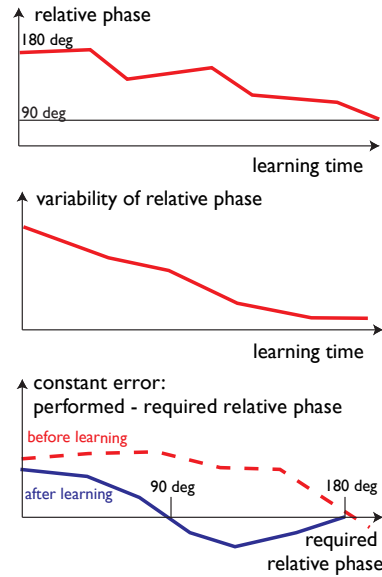 relative phase
180 deg
90 deg
learning time
variability of relative phase
learning time
constant error:
performed - required relative phase
before learning
after learning
90 deg
180 deg
required
relative phase